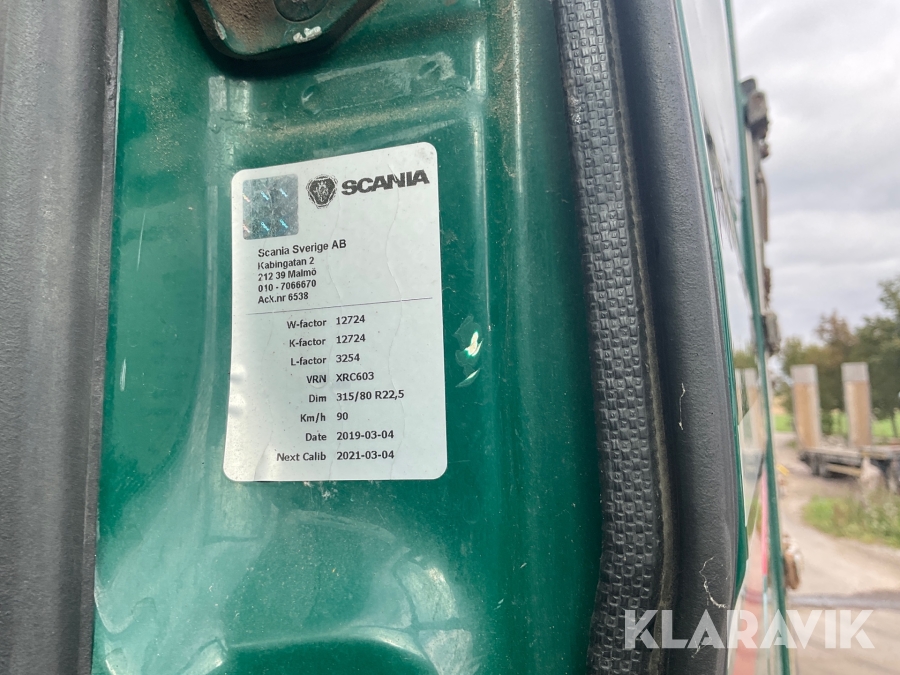 SCANIA
Scania Sverige AB
Kabingatan 2
212 39 Malmö
010 - 7066670
Ack.nr 6538
W-factor 12724
K-factor 12724
L-factor 3254
VRN XRC603
Dim 315/80 R22,5
Km/h 90
Date 2019-03-04
Next Calib 2021-03-04
KLARAVIK